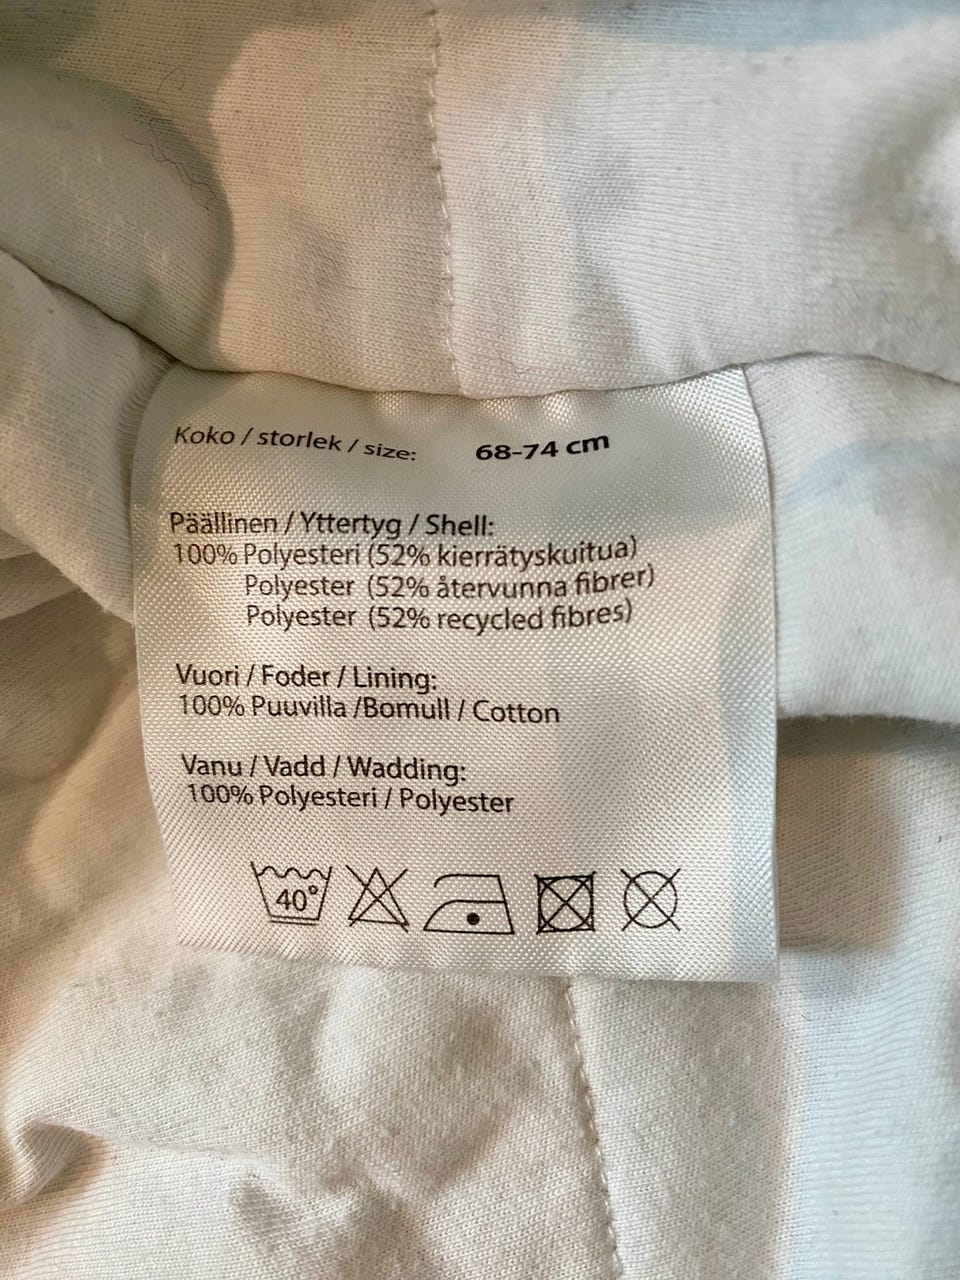 Koko / storlek / size: 68-74 cm
Päällinen / Yttertyg / Shell:
100% Polyesteri (52% kierrätyskuitua)
Polyester (52% återvunna fibrer)
Polyester (52% recycled fibres)
Vuori / Foder / Lining:
100% Puuvilla /Bomull / Cotton
Vanu / Vadd / Wadding:
100% Polyesteri / Polyester
40°